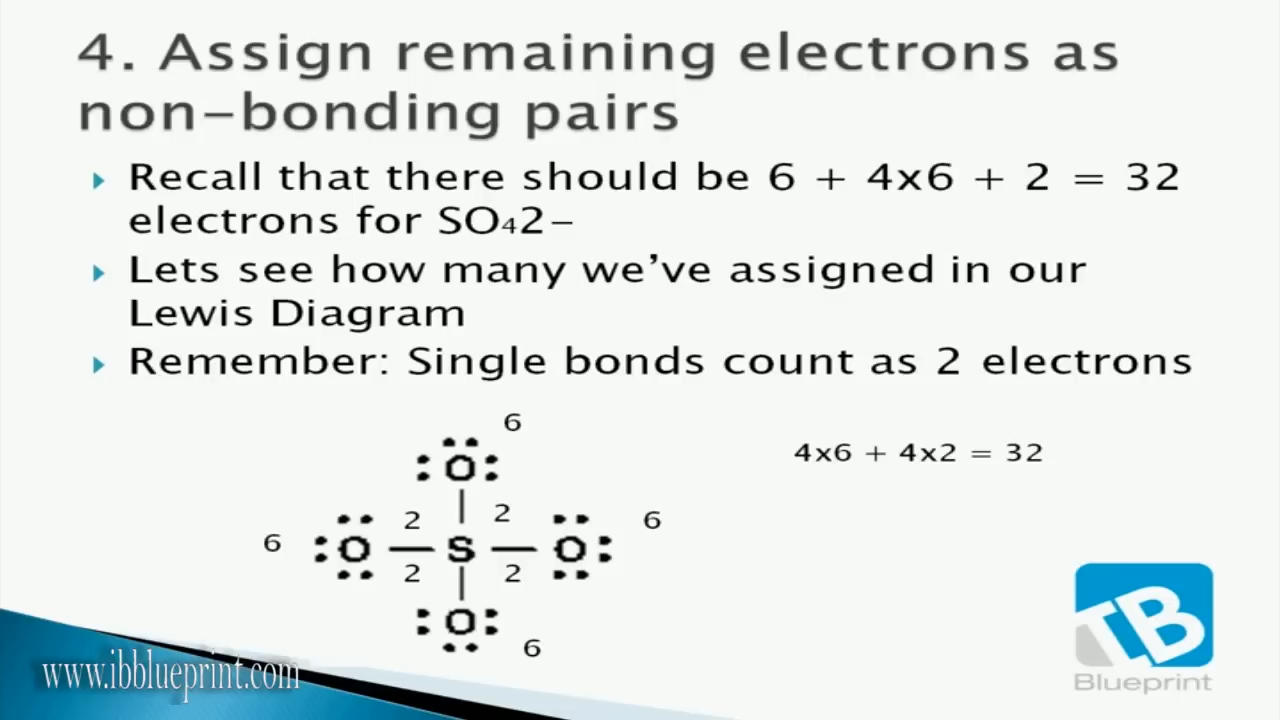 4. Assign remaining electrons as
non-bonding pairs
Recall that there should be 6 + 4x6 + 2 = 32
electrons for SO₄2-
Lets see how many we’ve assigned in our
Lewis Diagram
Remember: Single bonds count as 2 electrons
6
4x6 + 4x2 = 32
O
2 2
6 O S O 6
2 2
O
6
www.ibblueprint.com
IB
Blueprint